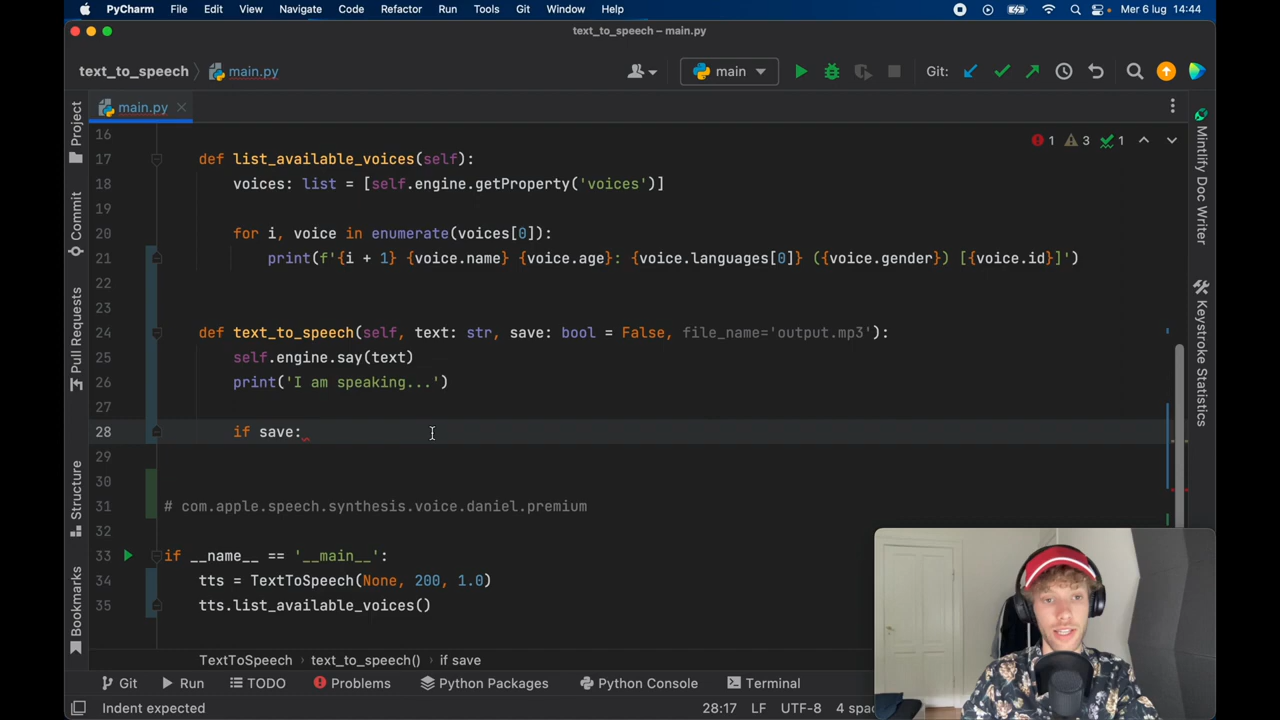 PyCharm File Edit View Navigate Code Refactor Run Tools Git Window Help Mer 6 lug 14:44
text_to_speech – main.py
text_to_speech main.py main Git:
main.py
Project
Commit
Pull Requests
Structure
Bookmarks
1 3 1
16
17 def list_available_voices(self):
18 voices: list = [self.engine.getProperty('voices')]
19
20 for i, voice in enumerate(voices[0]):
21 print(f'{i + 1} {voice.name} {voice.age}: {voice.languages[0]} ({voice.gender}) [{voice.id}]')
22
23
24 def text_to_speech(self, text: str, save: bool = False, file_name='output.mp3'):
25 self.engine.say(text)
26 print('I am speaking...')
27
28 if save:
29
30
31 # com.apple.speech.synthesis.voice.daniel.premium
32
33 if __name__ == '__main__':
34 tts = TextToSpeech(None, 200, 1.0)
35 tts.list_available_voices()
Mintlify Doc Writer
Keystroke Statistics
TextToSpeech text_to_speech() if save
Git Run TODO Problems Python Packages Python Console Terminal
Indent expected 28:17 LF UTF-8 4 spac